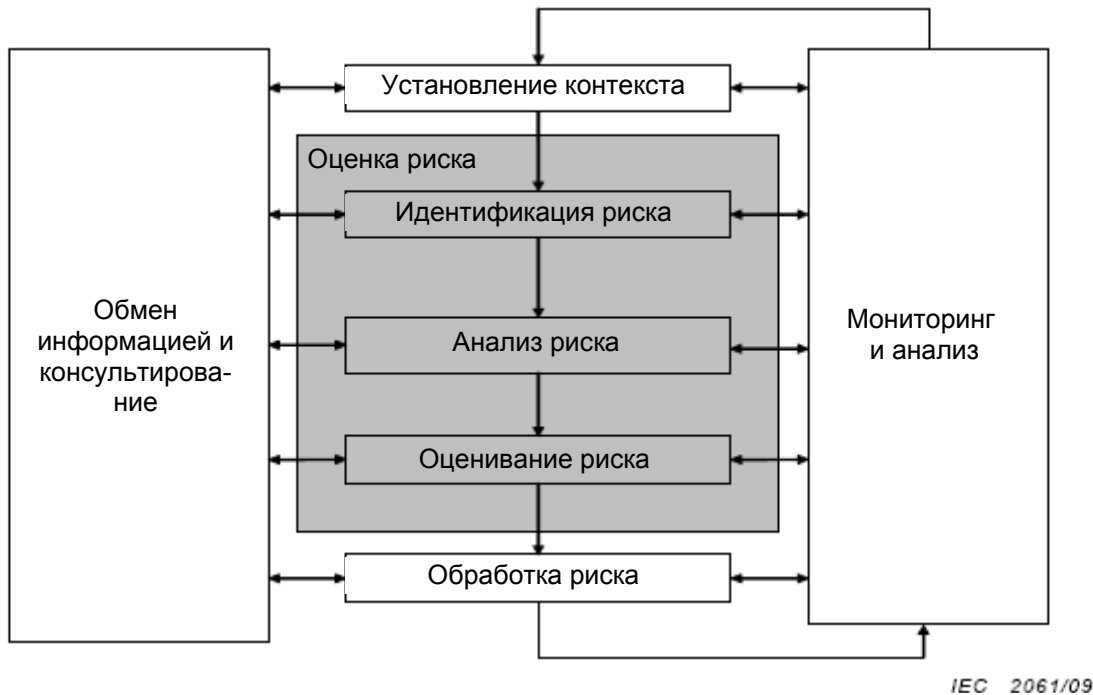 Установление контекста
Оценка риска
Идентификация риска
Анализ риска
Оценивание риска
Обработка риска
Обмен
информацией и
консультирова-
ние
Мониторинг
и анализ
IEC 2061/09